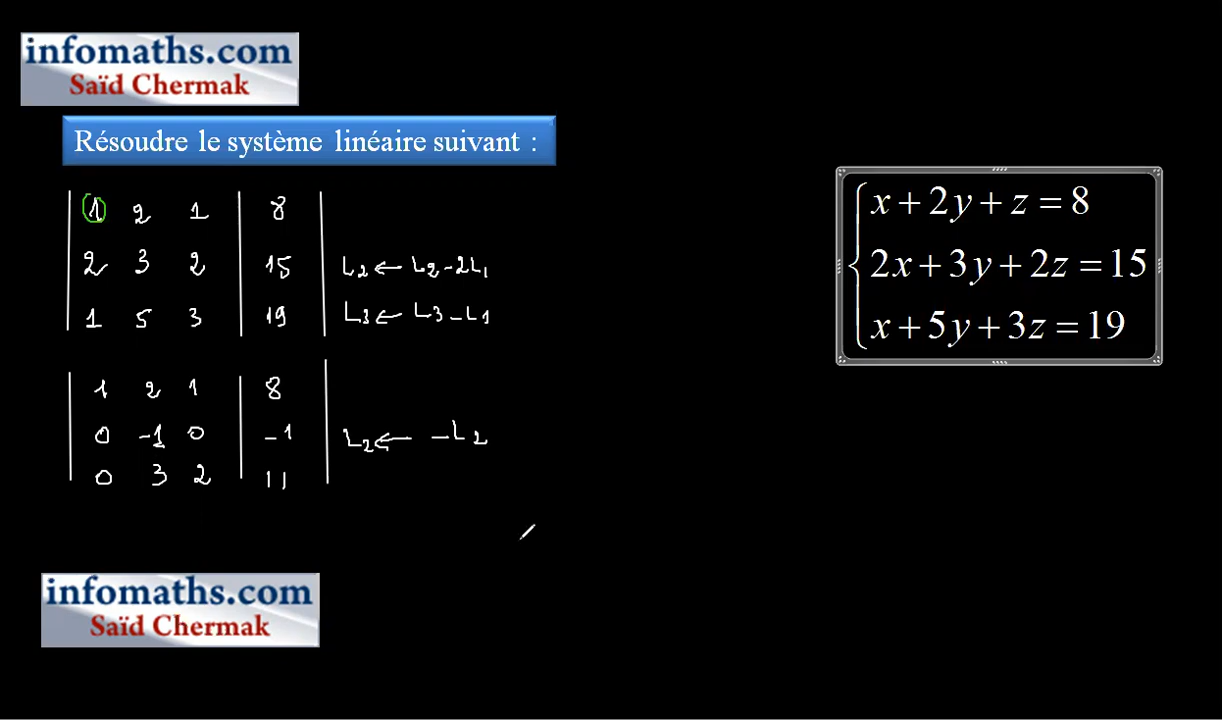 infomaths.com
Saïd Chermak
Résoudre le système linéaire suivant :
1 2 1 8
2 3 2 15 L2 ← L2 - 2L1
1 5 3 19 L3 ← L3 - L1
x + 2y + z = 8
2x + 3y + 2z = 15
x + 5y + 3z = 19
1 2 1 8
0 -1 0 -1 L2 ← -L2
0 3 2 11
infomaths.com
Saïd Chermak